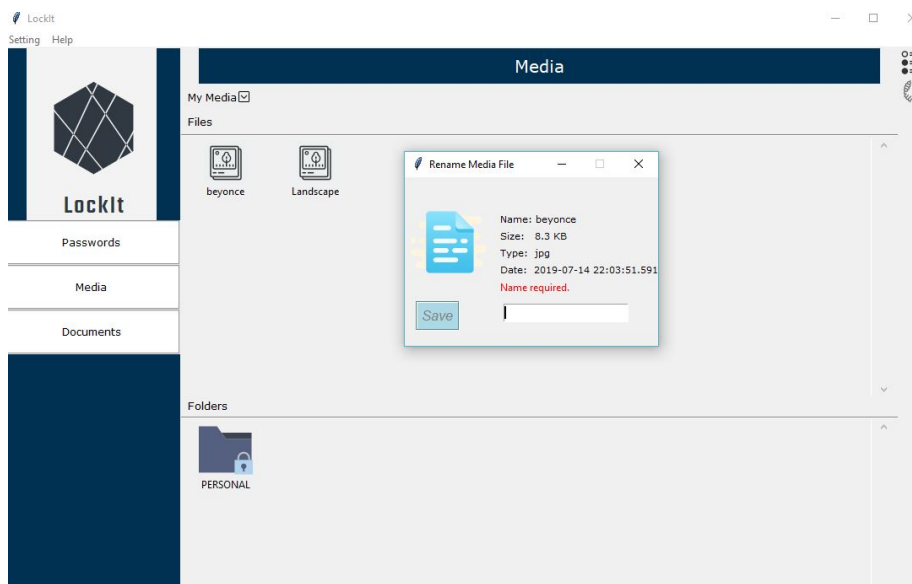 LockIt
Setting Help
Media
My Media
Files
beyonce
Landscape
LockIt
Passwords
Media
Documents
Rename Media File
Name: beyonce
Size: 8.3 KB
Type: jpg
Date: 2019-07-14 22:03:51.591
Name required.
Save
Folders
PERSONAL